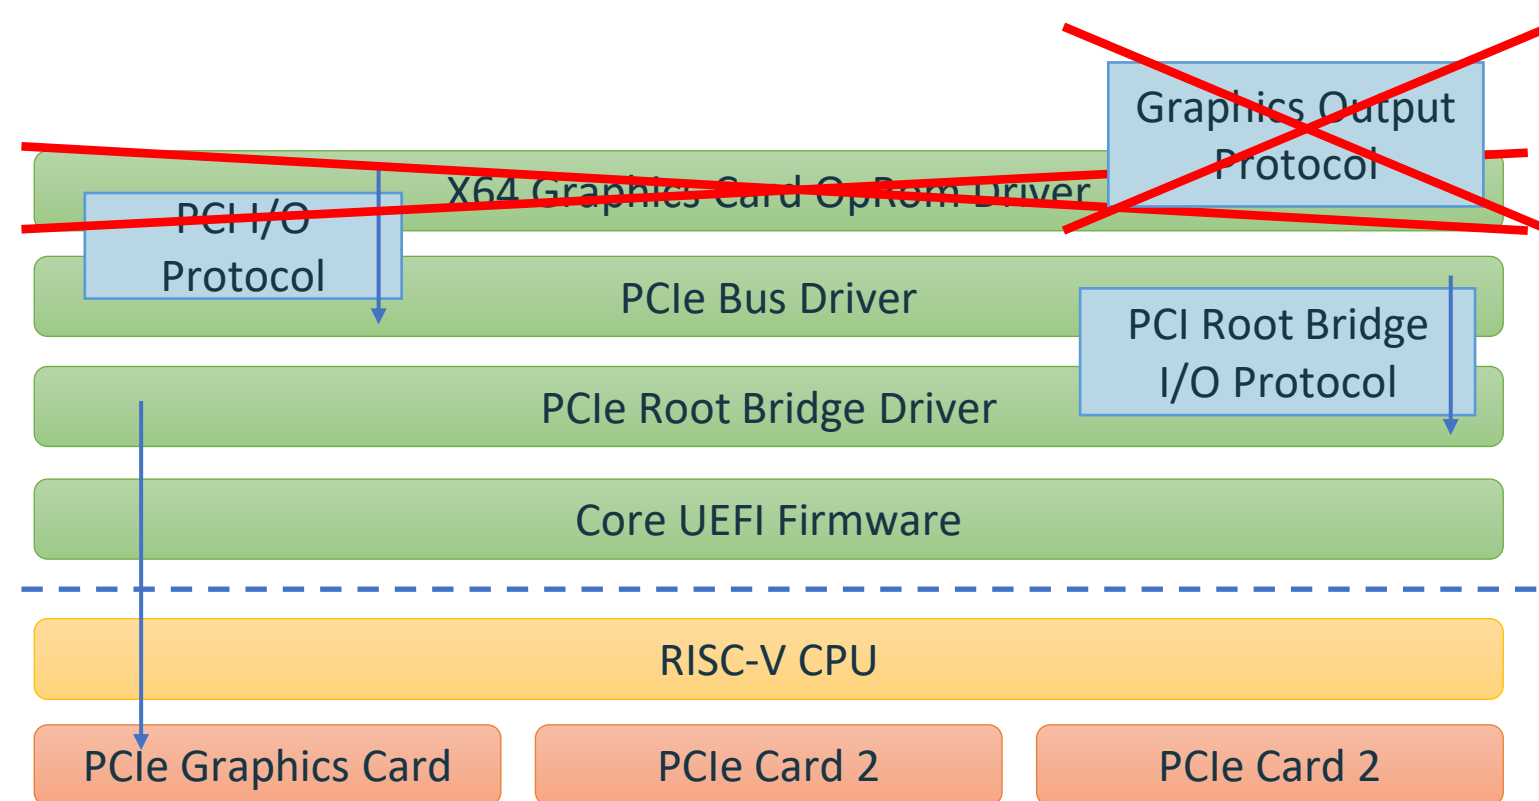 Graphics Output
Protocol
X64 Graphics Card OpRom Driver
PCI I/O
Protocol
PCIe Bus Driver
PCI Root Bridge
I/O Protocol
PCIe Root Bridge Driver
Core UEFI Firmware
RISC-V CPU
PCIe Graphics Card
PCIe Card 2
PCIe Card 2